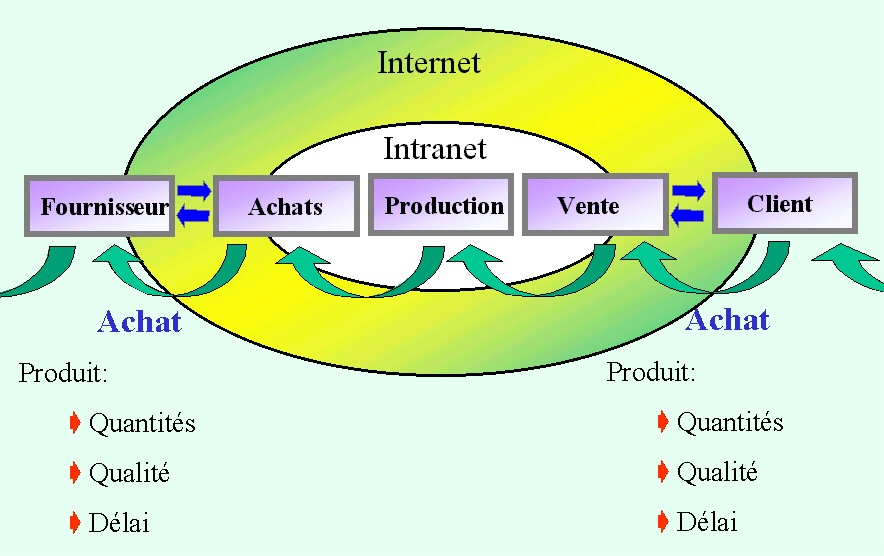 Internet
Intranet
Fournisseur
Achats
Production
Vente
Client
Achat
Achat
Produit:
Quantités
Qualité
Délai
Produit:
Quantités
Qualité
Délai